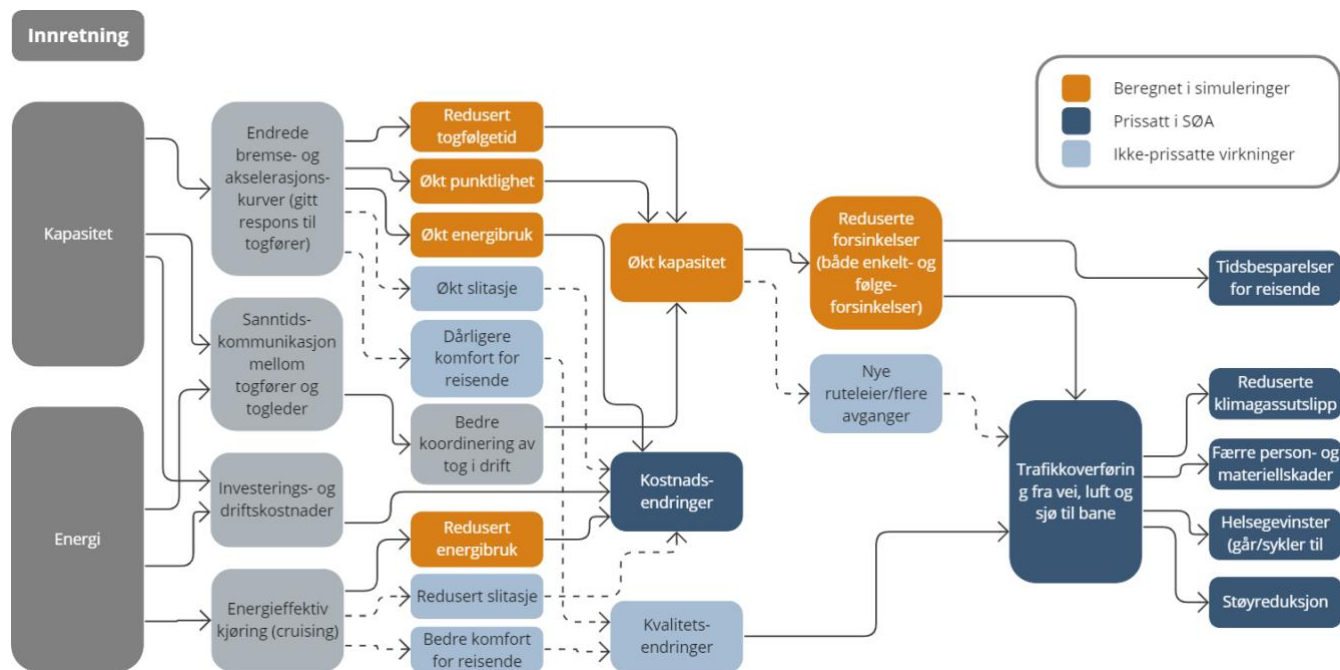 Innretning
Beregnet i simuleringer
Prissatt i SØA
Ikke-prissatte virkninger
Kapasitet
Energi
Endrede
bremse- og
akselerasjons-
kurver (gitt
respons til
togfører)
Sanntids-
kommunikasjon
mellom
togfører og
togleder
Investerings- og
driftskostnader
Energieffektiv
kjøring (cruising)
Redusert
togfølgetid
Økt punktlighet
Økt energibruk
Økt slitasje
Dårligere
komfort for
reisende
Bedre
koordinering av
tog i drift
Redusert
energibruk
Redusert slitasje
Bedre komfort
for reisende
Økt kapasitet
Kostnads-
endringer
Kvalitets-
endringer
Reduserte
forsinkelser
(både enkelt- og
følge-
forsinkelser)
Nye
ruteleier/flere
avganger
Trafikkoverførin
g fra vei, luft og
sjø til bane
Tidsbesparelser
for reisende
Reduserte
klimagassutslipp
Færre person- og
materiellskader
Helsegevinster
(går/sykler til
Støyreduksjon